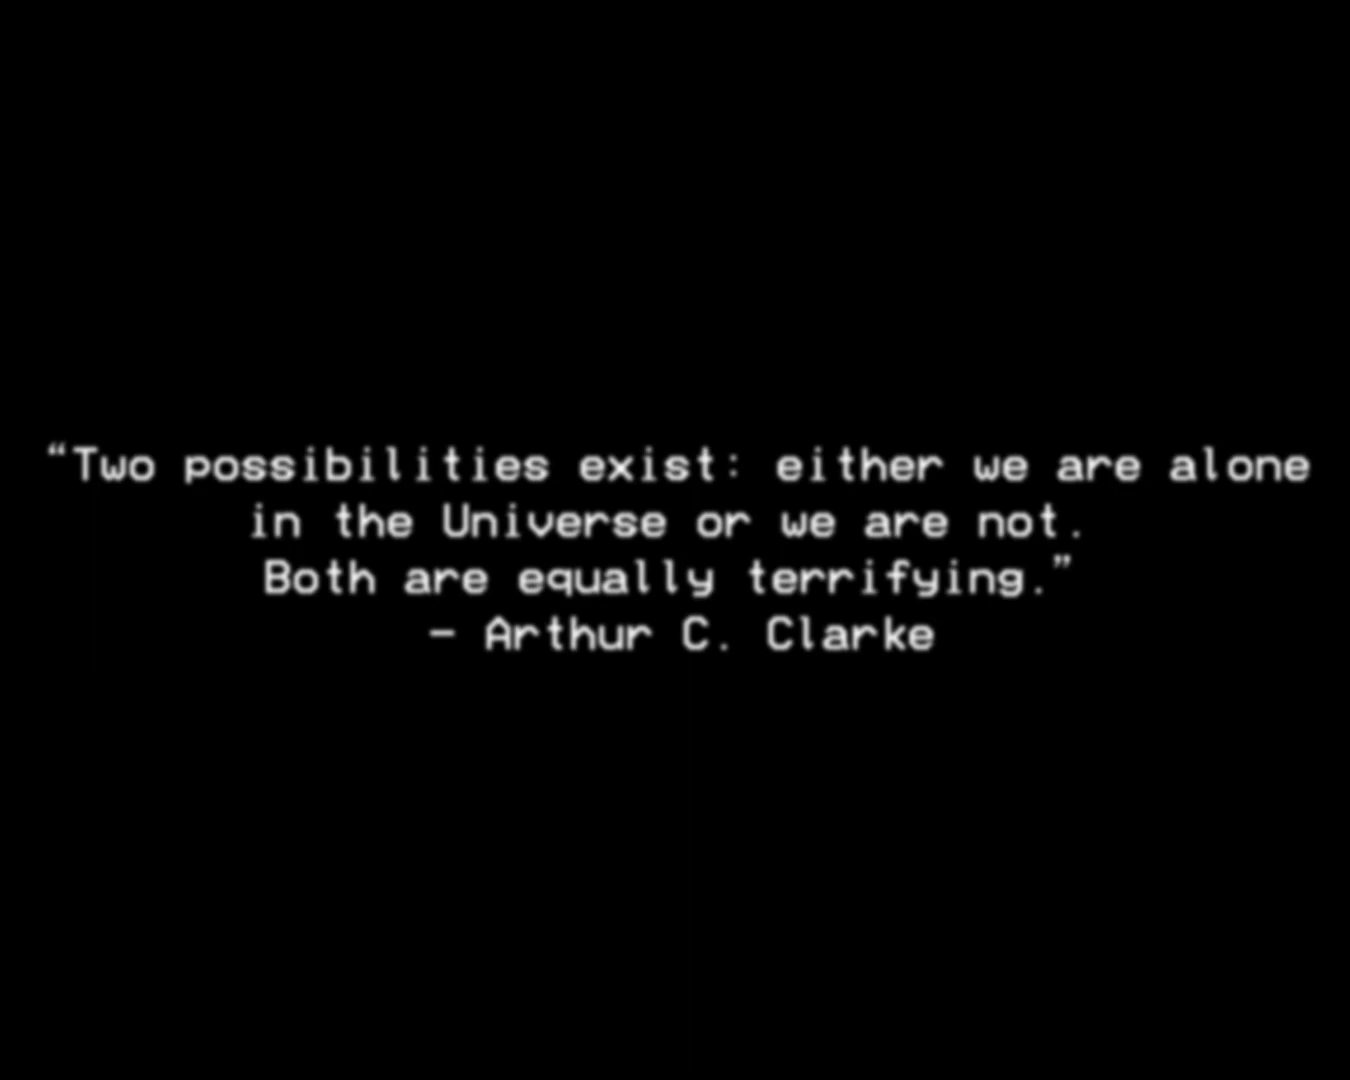 “Two possibilities exist: either we are alone
in the Universe or we are not.
Both are equally terrifying.”
– Arthur C. Clarke